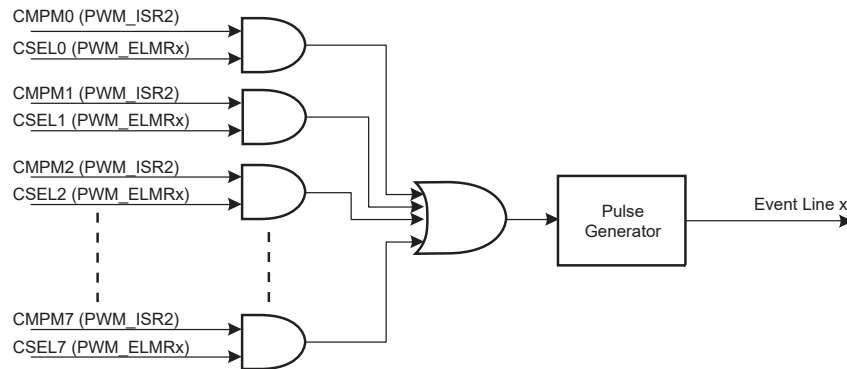 CMPM0 (PWM_ISR2)
CSEL0 (PWM_ELMRx)
CMPM1 (PWM_ISR2)
CSEL1 (PWM_ELMRx)
CMPM2 (PWM_ISR2)
CSEL2 (PWM_ELMRx)
CMPM7 (PWM_ISR2)
CSEL7 (PWM_ELMRx)
Pulse
Generator
Event Line x